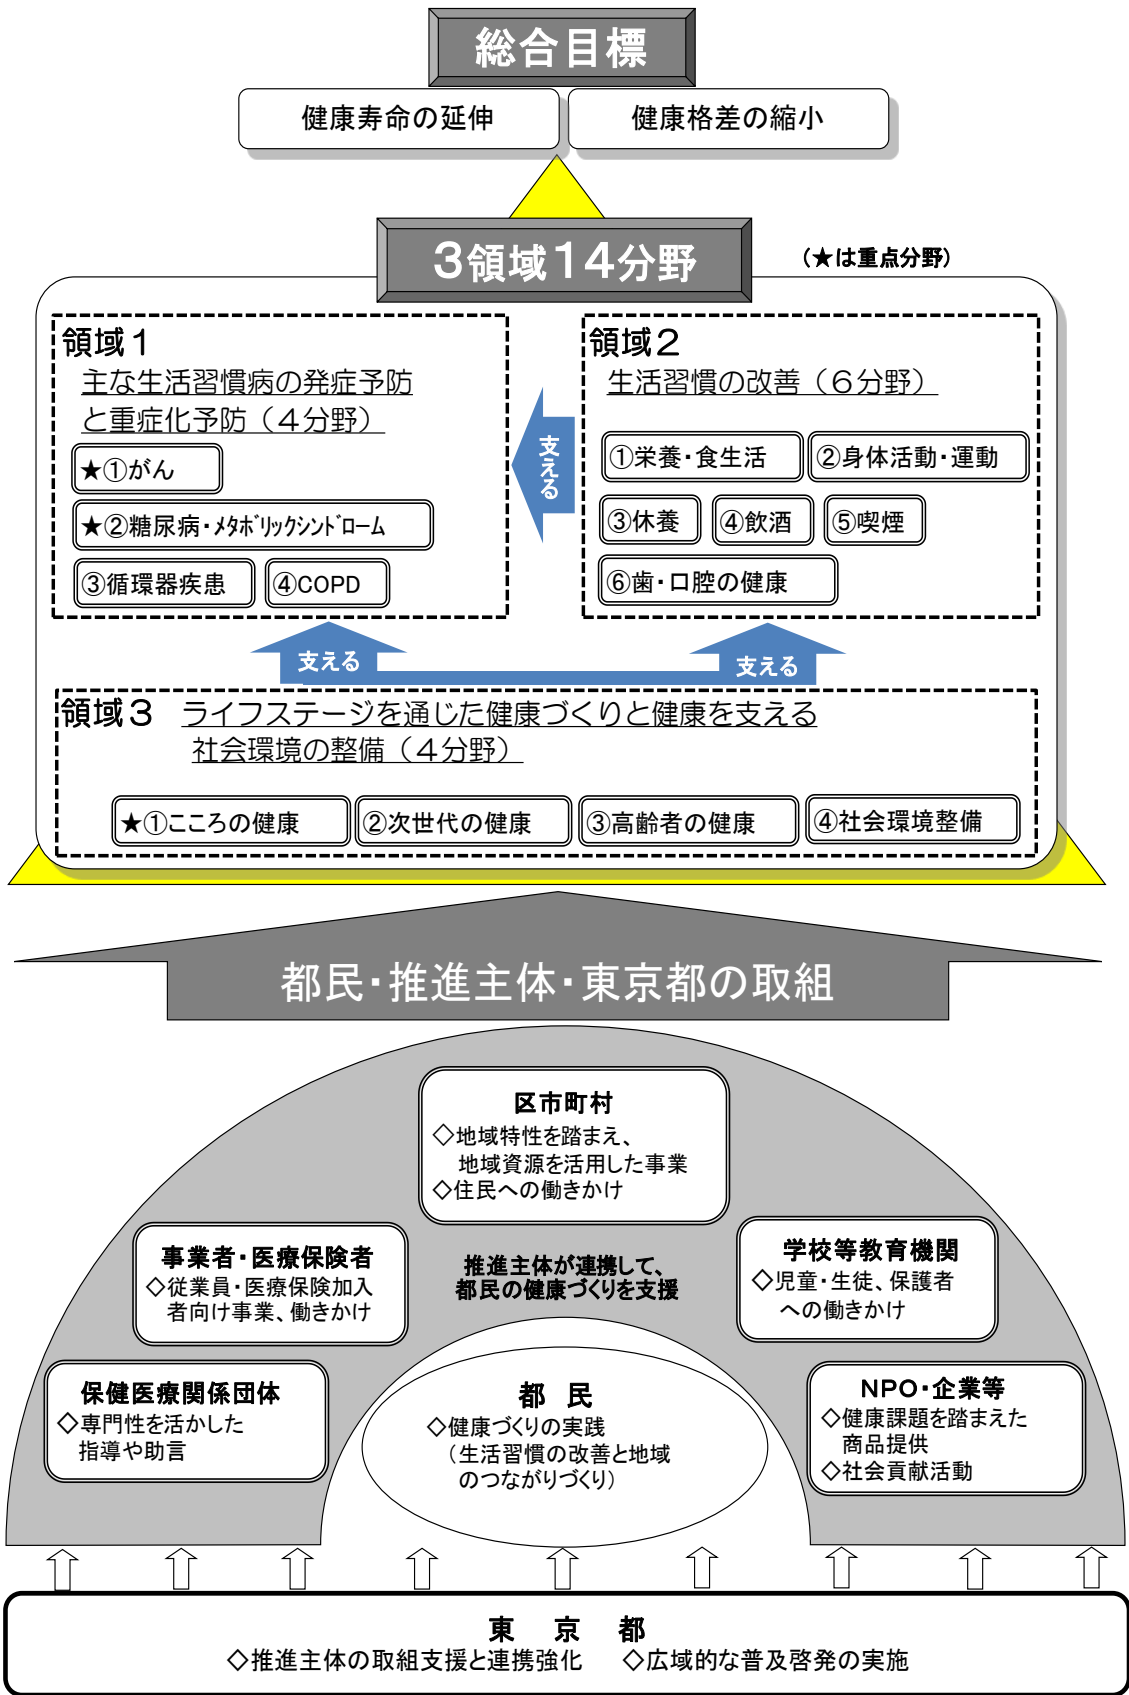 総合目標
健康寿命の延伸
健康格差の縮小
3領域14分野
(★は重点分野)
領域1
主な生活習慣病の発症予防
と重症化予防（4分野）
★①がん
★②糖尿病・ﾒﾀﾎﾞﾘｯｸｼﾝﾄﾞﾛｰﾑ
③循環器疾患
④COPD
支える
領域2
生活習慣の改善（6分野）
①栄養・食生活
②身体活動・運動
③休養
④飲酒
⑤喫煙
⑥歯・口腔の健康
支える
支える
領域3 ライフステージを通じた健康づくりと健康を支える
社会環境の整備（4分野）
★①こころの健康
②次世代の健康
③高齢者の健康
④社会環境整備
都民・推進主体・東京都の取組
区市町村
◇地域特性を踏まえ、
地域資源を活用した事業
◇住民への働きかけ
事業者・医療保険者
◇従業員・医療保険加入
者向け事業、働きかけ
推進主体が連携して、
都民の健康づくりを支援
学校等教育機関
◇児童・生徒、保護者
への働きかけ
保健医療関係団体
◇専門性を活かした
指導や助言
都 民
◇健康づくりの実践
（生活習慣の改善と地域
のつながりづくり）
NPO・企業等
◇健康課題を踏まえた
商品提供
◇社会貢献活動
東 京 都
◇推進主体の取組支援と連携強化 ◇広域的な普及啓発の実施